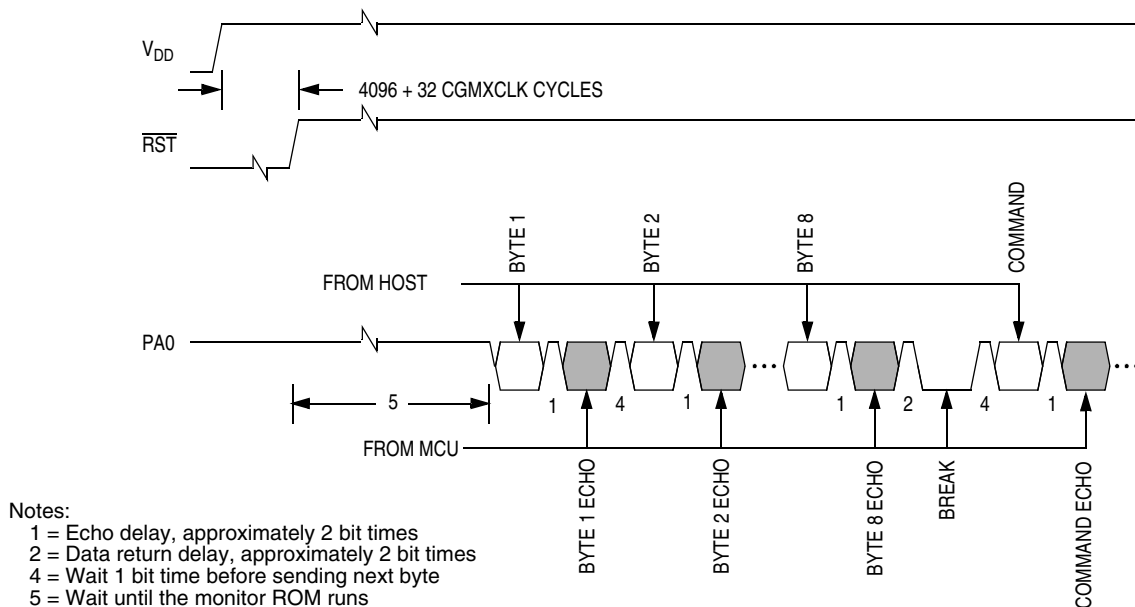 VDD
4096 + 32 CGMXCLK CYCLES
RST
BYTE 1
BYTE 2
BYTE 8
COMMAND
FROM HOST
PA0
5
1
4
1
1
2
4
1
FROM MCU
BYTE 1 ECHO
BYTE 2 ECHO
BYTE 8 ECHO
BREAK
COMMAND ECHO
Notes:
1 = Echo delay, approximately 2 bit times
2 = Data return delay, approximately 2 bit times
4 = Wait 1 bit time before sending next byte
5 = Wait until the monitor ROM runs